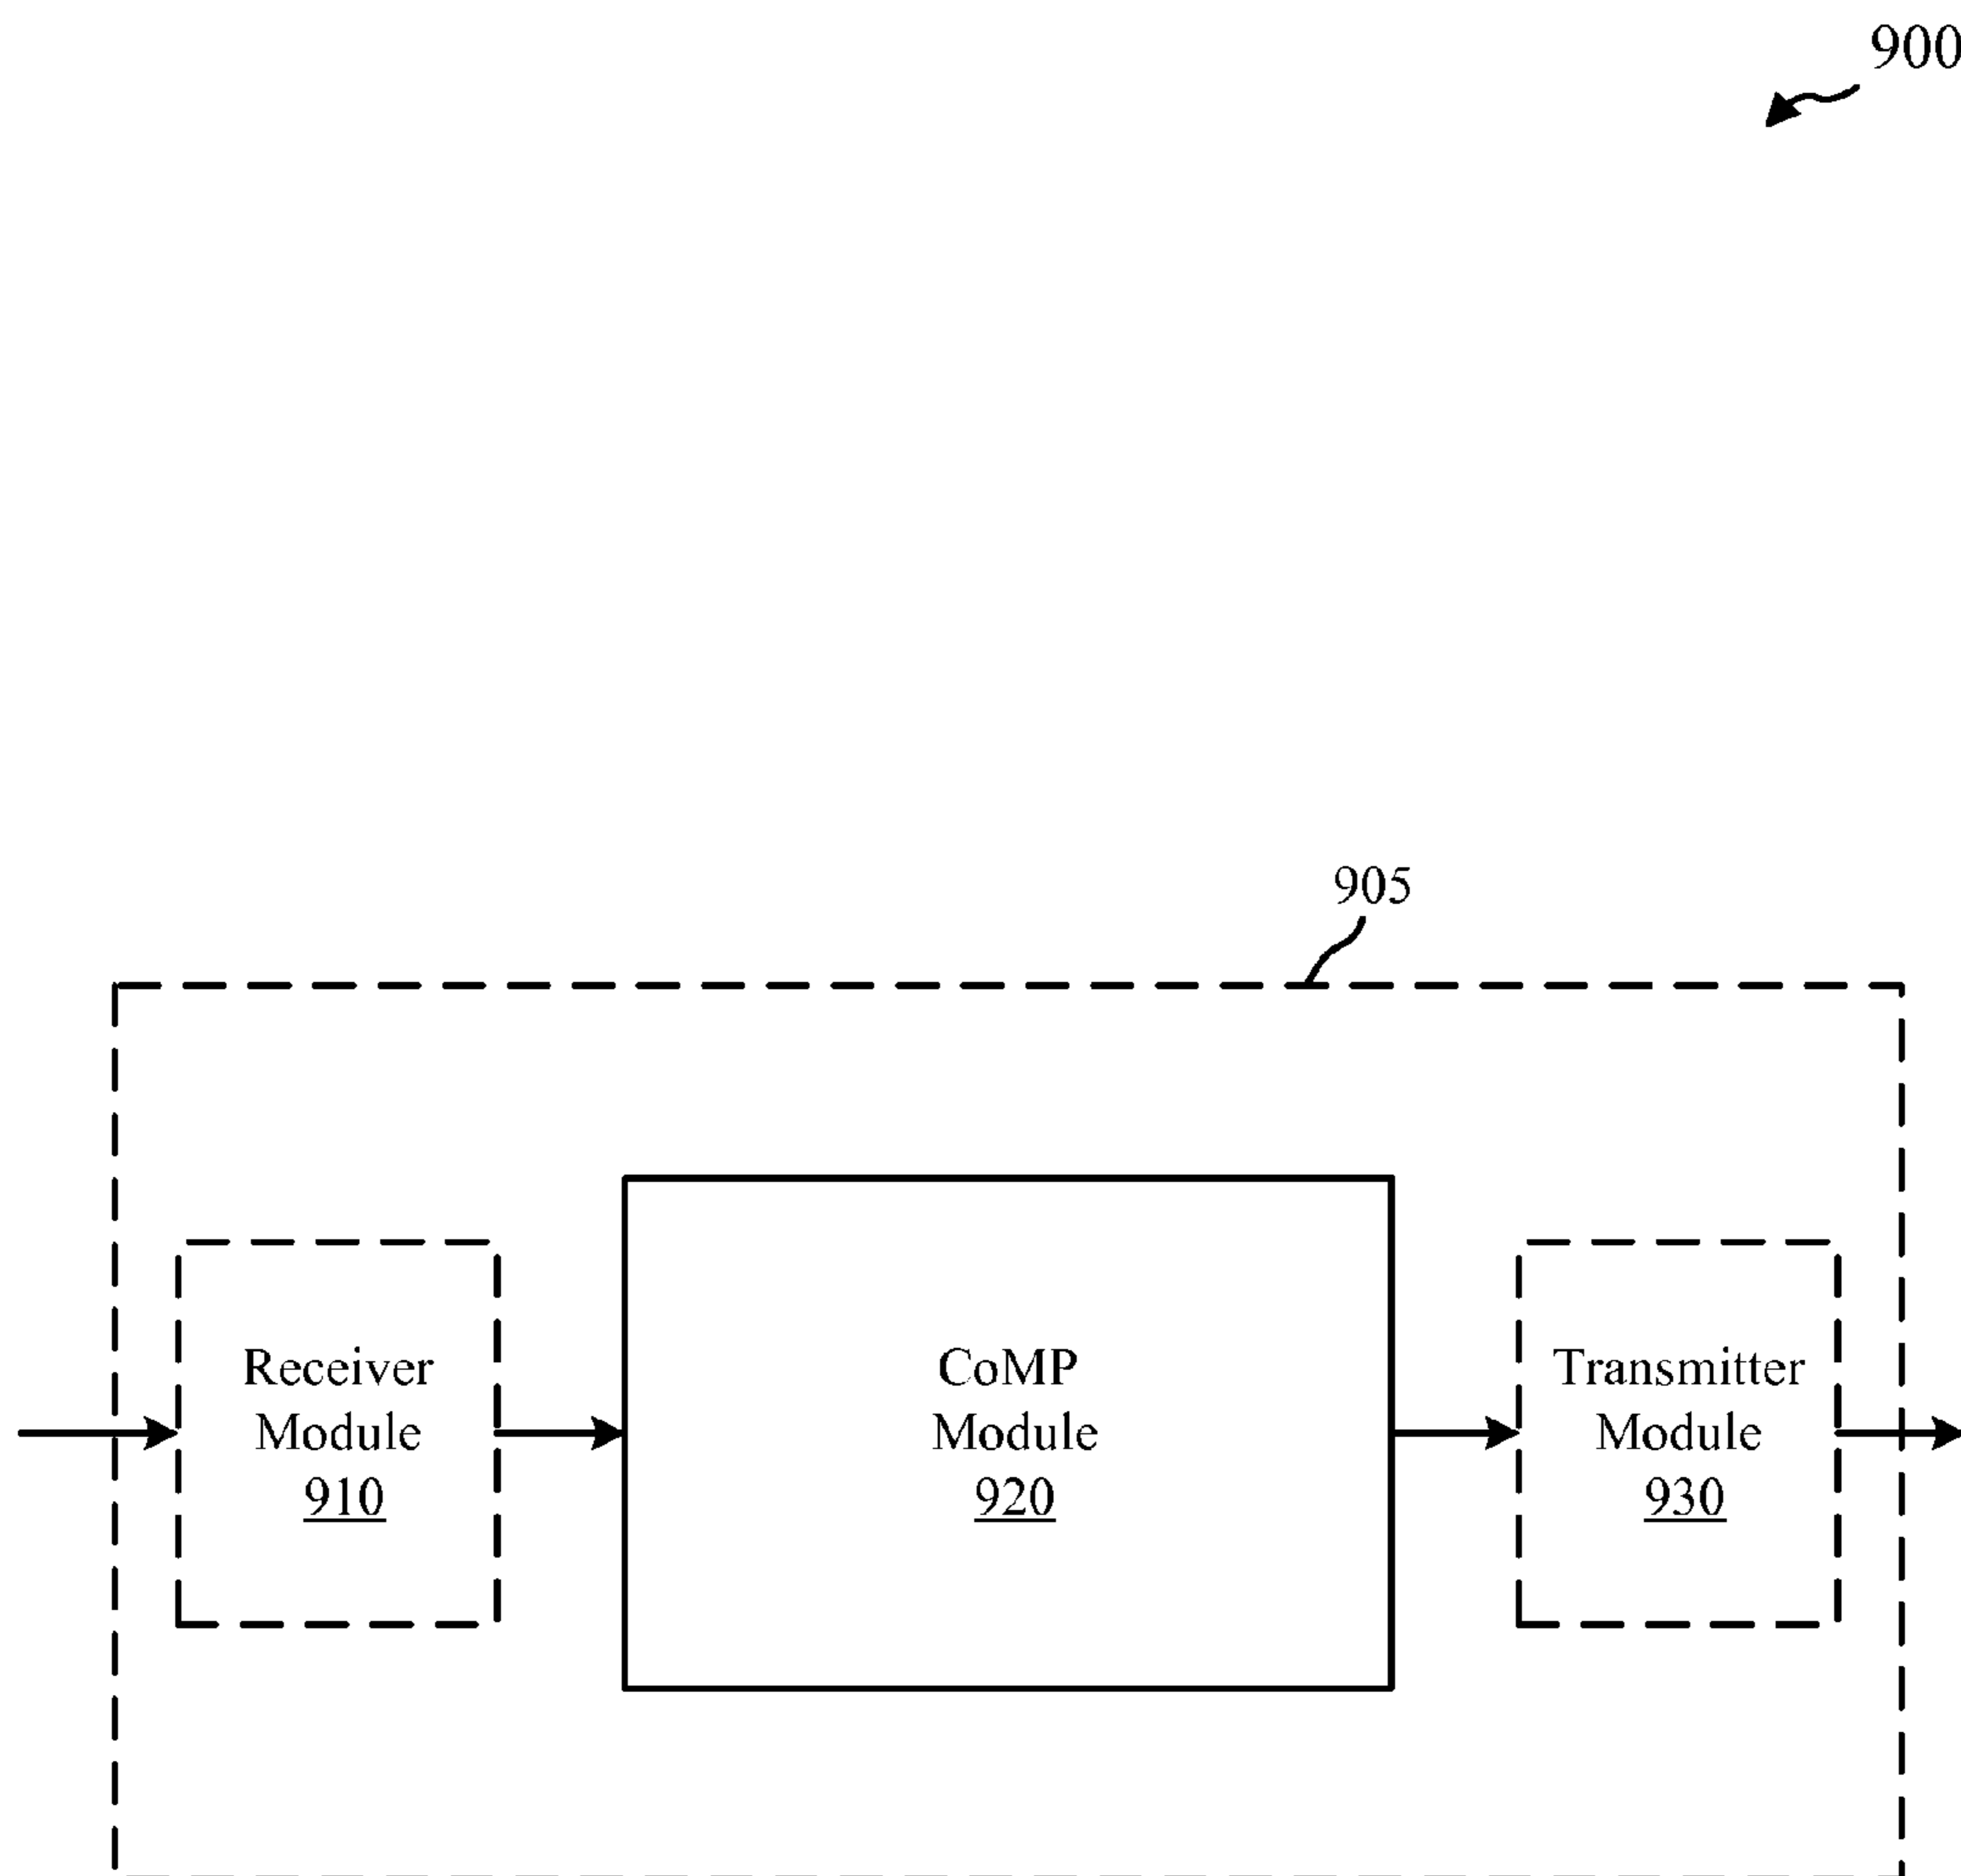 900
905
Receiver
Module
910
CoMP
Module
920
Transmitter
Module
930